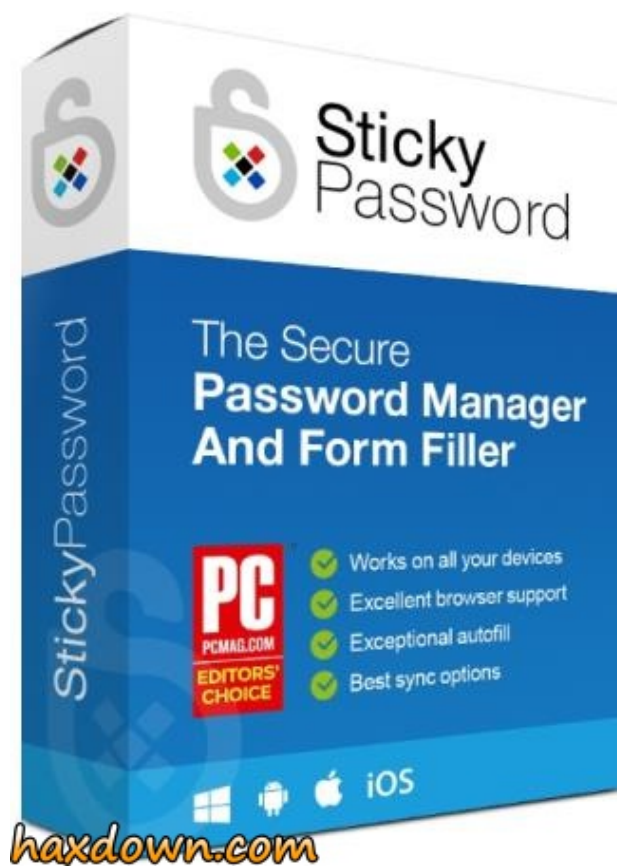 Sticky
Password
The Secure
Password Manager
And Form Filler
StickyPassword
PC
PCMAG.COM
EDITORS'
CHOICE
Works on all your devices
Excellent browser support
Exceptional autofill
Best sync options
iOS
haxdown.com